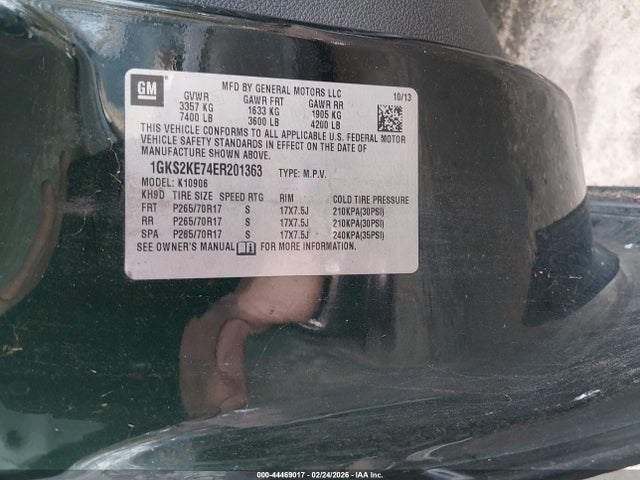 GM
MFD BY GENERAL MOTORS LLC
10/13
GVWR GAWR FRT GAWR RR
3357 KG 1633 KG 1905 KG
7400 LB 3600 LB 4200 LB
THIS VEHICLE CONFORMS TO ALL APPLICABLE U.S. FEDERAL MOTOR
VEHICLE SAFETY STANDARDS IN EFFECT ON THE DATE OF
MANUFACTURE SHOWN ABOVE.
1GKS2KE74ER201363 TYPE: M.P.V.
MODEL: K10906
KH9D TIRE SIZE SPEED RTG RIM COLD TIRE PRESSURE
FRT P265/70R17 S 17X7.5J 210KPA(30PSI)
RR P265/70R17 S 17X7.5J 210KPA(30PSI)
SPA P265/70R17 S 17X7.5J 240KPA(35PSI)
SEE OWNER'S MANUAL FOR MORE INFORMATION.
000-44469017 - 02/24/2026 - IAA Inc.